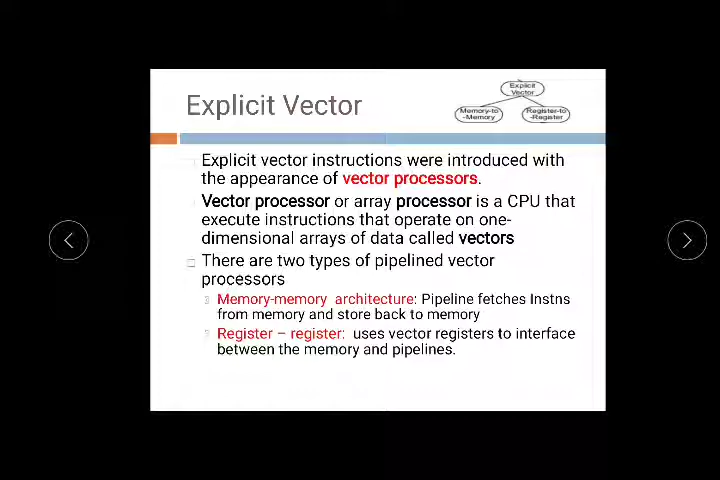 Explicit Vector
Explicit
Vector
Memory-to
-Memory
Register-to
-Register
Explicit vector instructions were introduced with
the appearance of vector processors.
Vector processor or array processor is a CPU that
execute instructions that operate on one-
dimensional arrays of data called vectors
There are two types of pipelined vector
processors
Memory-memory architecture: Pipeline fetches Instns
from memory and store back to memory
Register – register: uses vector registers to interface
between the memory and pipelines.